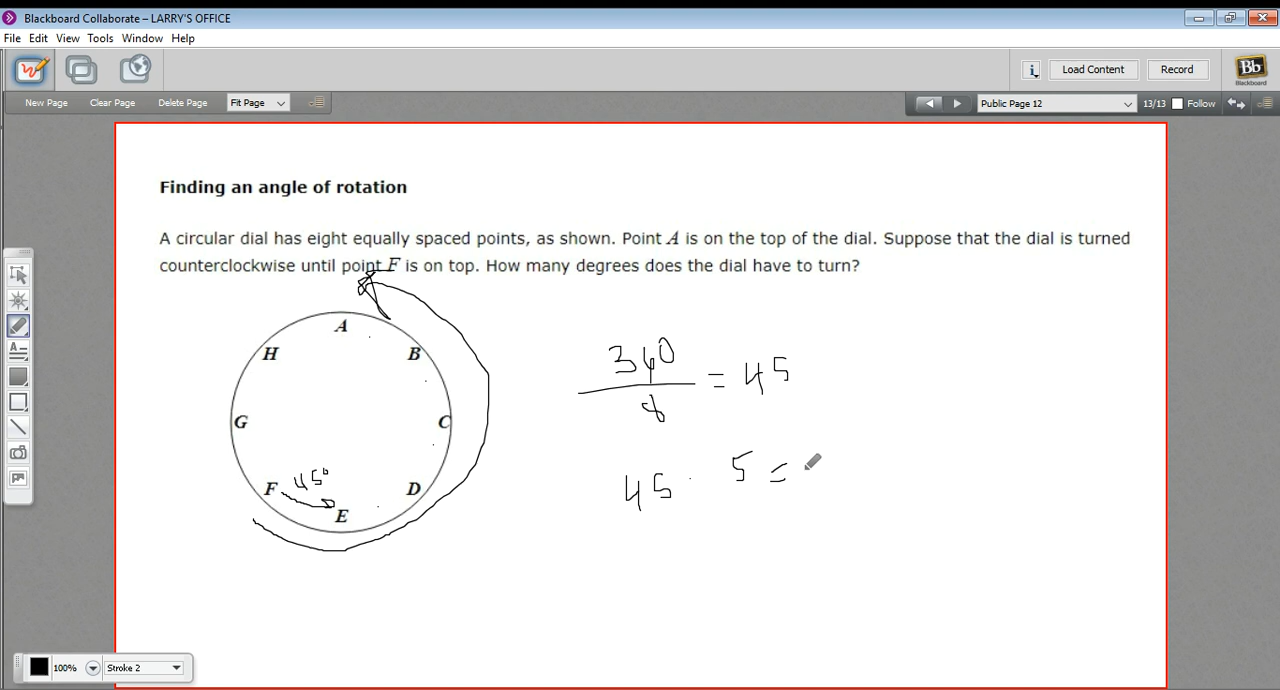 Blackboard Collaborate – LARRY'S OFFICE
File Edit View Tools Window Help
i Load Content Record Bb
Blackboard
New Page Clear Page Delete Page Fit Page Public Page 12 13/13 Follow
Finding an angle of rotation
A circular dial has eight equally spaced points, as shown. Point A is on the top of the dial. Suppose that the dial is turned
counterclockwise until point F is on top. How many degrees does the dial have to turn?
A
H B
G C
F 45° D
E
360
= 45
8
45 · 5 =
A
100% Stroke 2